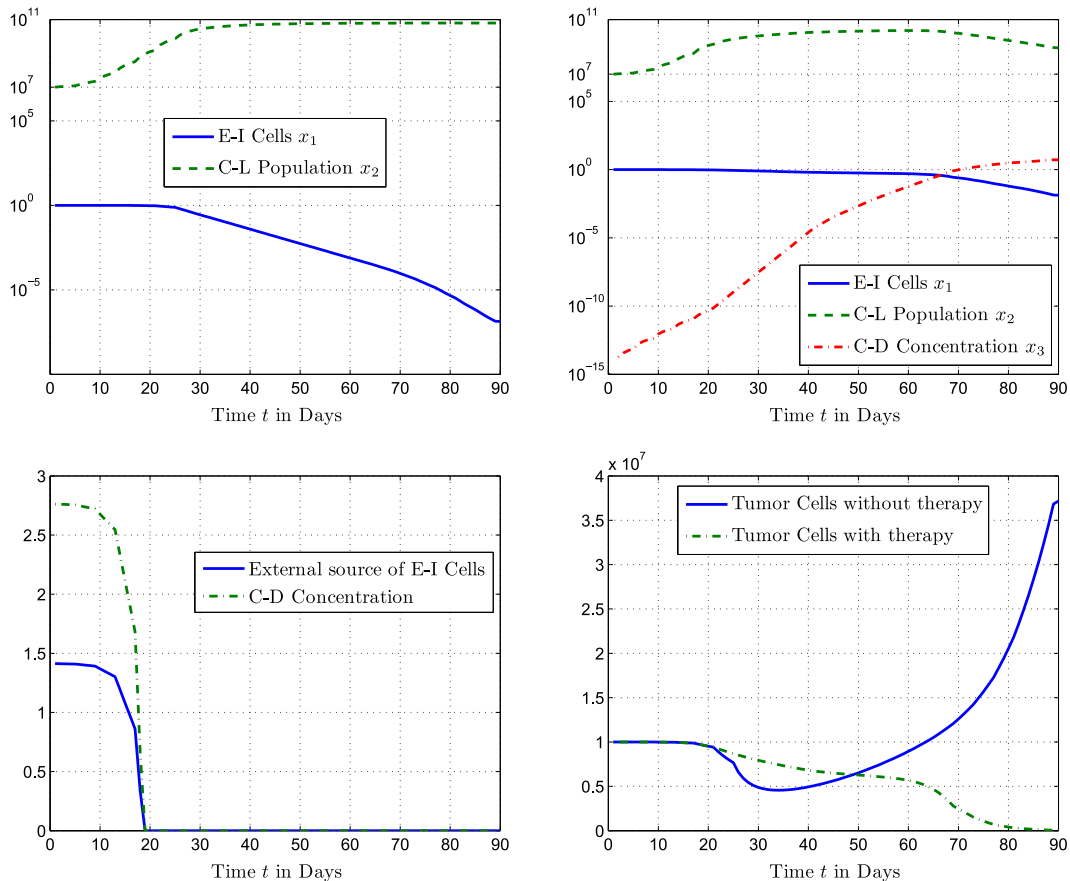 10^11
10^7
10^5
10^0
10^-5
E-I Cells x_1
C-L Population x_2
0 10 20 30 40 50 60 70 80 90
Time t in Days
10^11
10^7
10^5
10^0
10^-5
10^-10
10^-15
E-I Cells x_1
C-L Population x_2
C-D Concentration x_3
0 10 20 30 40 50 60 70 80 90
Time t in Days
3
2.5
2
1.5
1
0.5
0
External source of E-I Cells
C-D Concentration
0 10 20 30 40 50 60 70 80 90
Time t in Days
x 10^7
4
3.5
3
2.5
2
1.5
1
0.5
0
Tumor Cells without therapy
Tumor Cells with therapy
0 10 20 30 40 50 60 70 80 90
Time t in Days